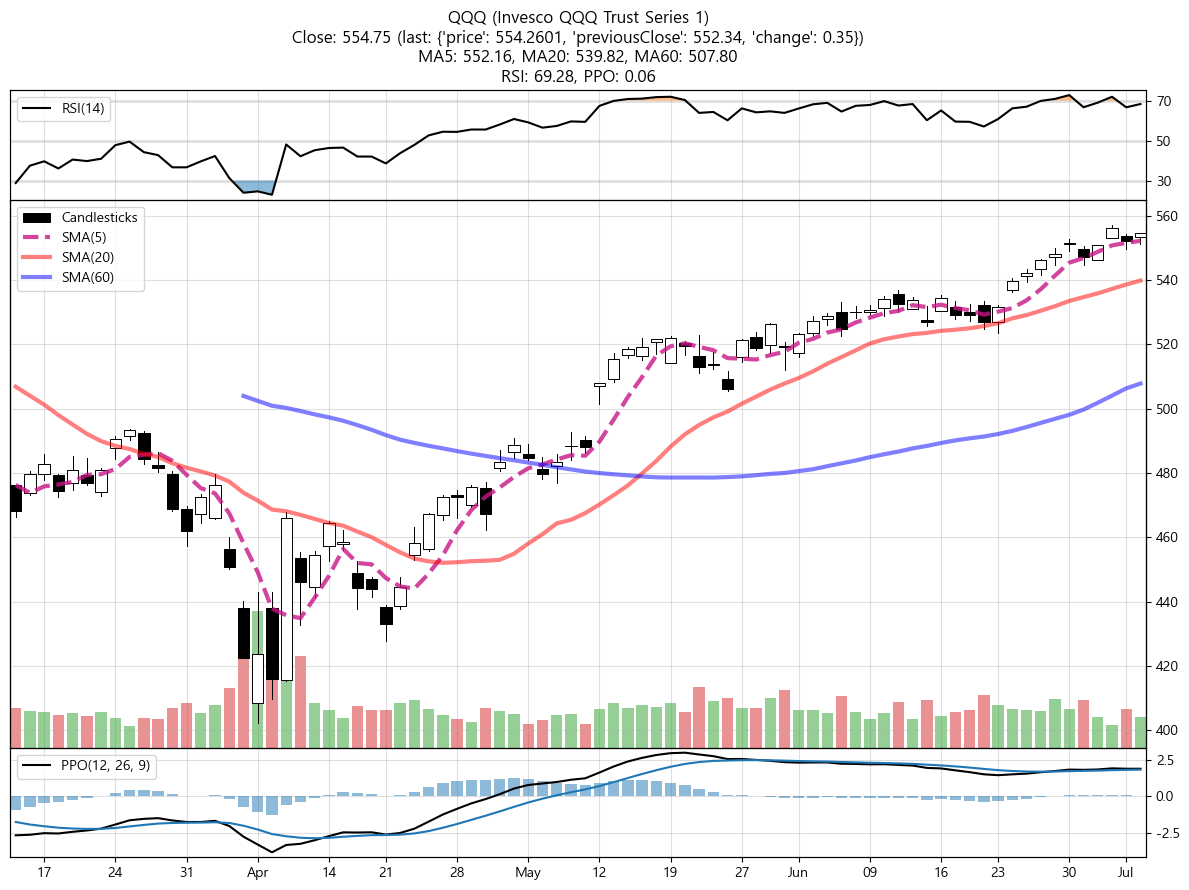 QQQ (Invesco QQQ Trust Series 1)
Close: 554.75 (last: {'price': 554.2601, 'previousClose': 552.34, 'change': 0.35})
MA5: 552.16, MA20: 539.82, MA60: 507.80
RSI: 69.28, PPO: 0.06
RSI(14)
70
50
30
Candlesticks
SMA(5)
SMA(20)
SMA(60)
560
540
520
500
480
460
440
420
400
PPO(12, 26, 9)
2.5
0.0
−2.5
17 24 31 Apr 14 21 28 May 12 19 27 Jun 09 16 23 30 Jul